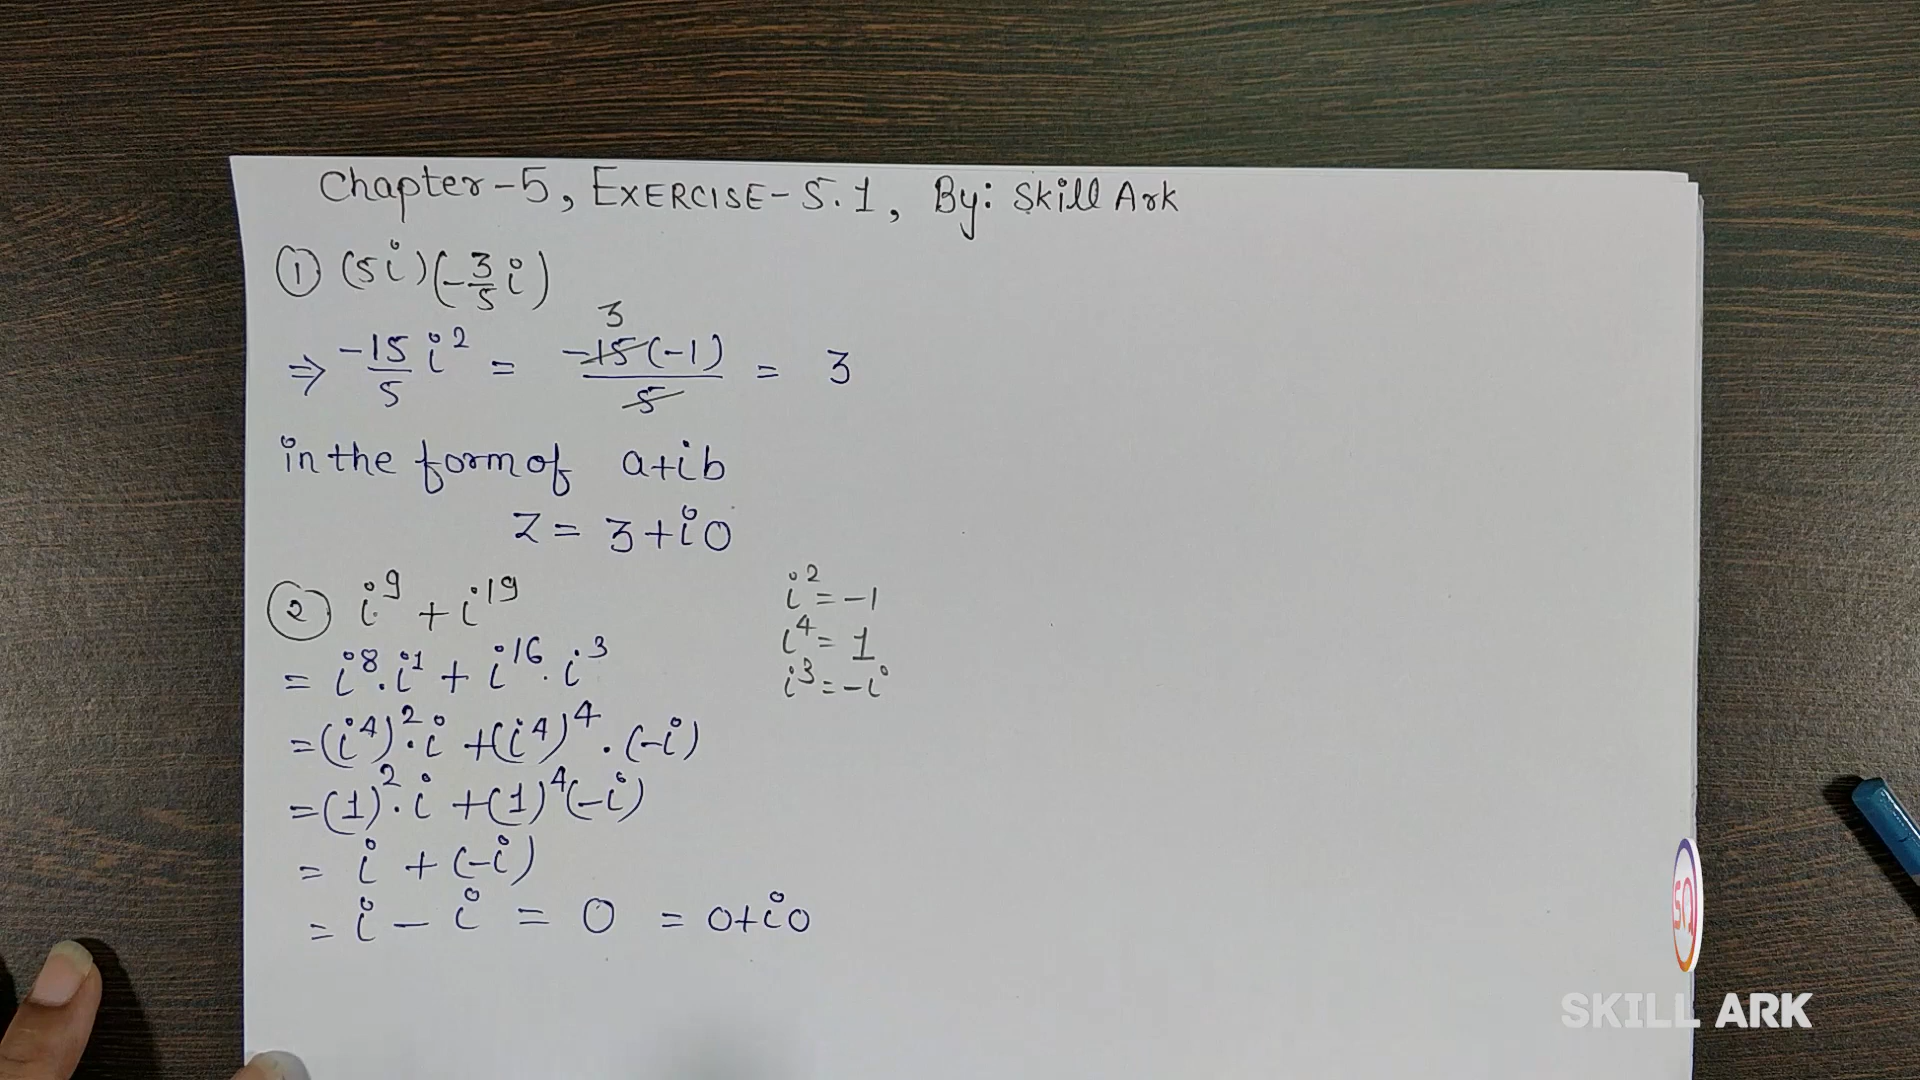 Chapter-5, EXERCISE-5.1, By: Skill Ark
① (5i)(-3/5 i)
⇒ -15/5 i² = -15(-1)/5 = 3
3
in the form of a+ib
Z = 3+i0
② i⁹ + i¹⁹
= i⁸.i¹ + i¹⁶.i³
=(i⁴)².i +(i⁴)⁴.(-i)
=(1)².i +(1)⁴(-i)
= i + (-i)
= i - i = 0 = 0+i0
i² = -1
i⁴ = 1
i³ = -i
SA
SKILL ARK